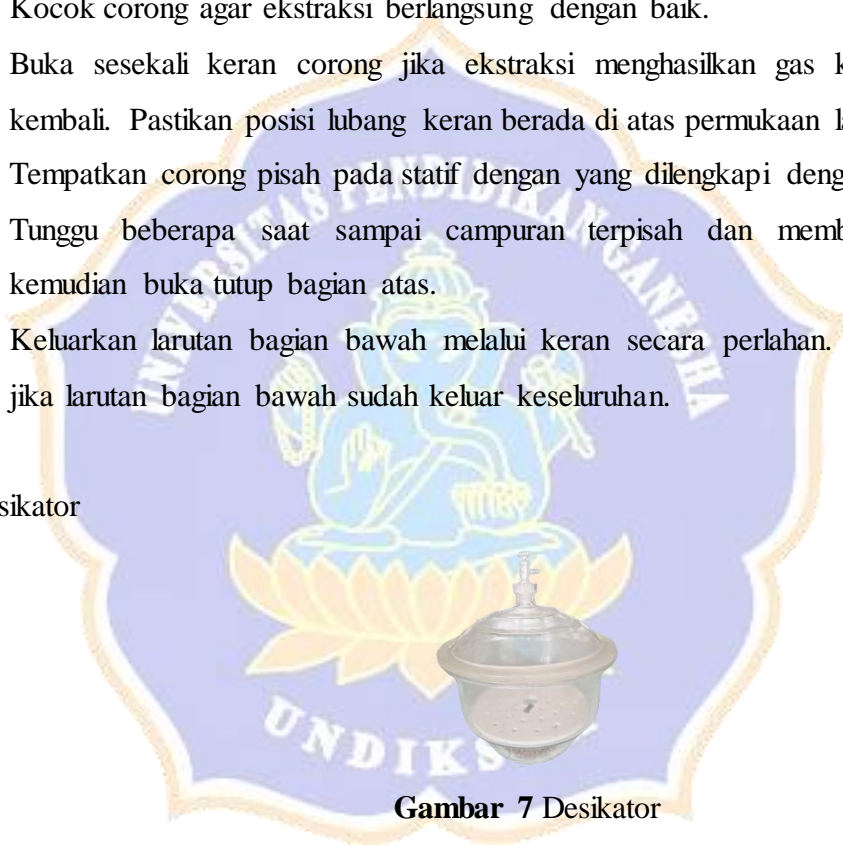 Kocok corong agar ekstraksi berlangsung dengan baik.
Buka sesekali keran corong jika ekstraksi menghasilkan gas
kembali. Pastikan posisi lubang keran berada di atas permukaan
Tempatkan corong pisah pada statif dengan yang dilengkapi
Tunggu beberapa saat sampai campuran terpisah dan
kemudian buka tutup bagian atas.
Keluarkan larutan bagian bawah melalui keran secara perlahan.
jika larutan bagian bawah sudah keluar keseluruhan.
sikator
UNIVERSITAS PENDIDIKAN GANESHA
UNDIKS
Gambar 7 Desikator